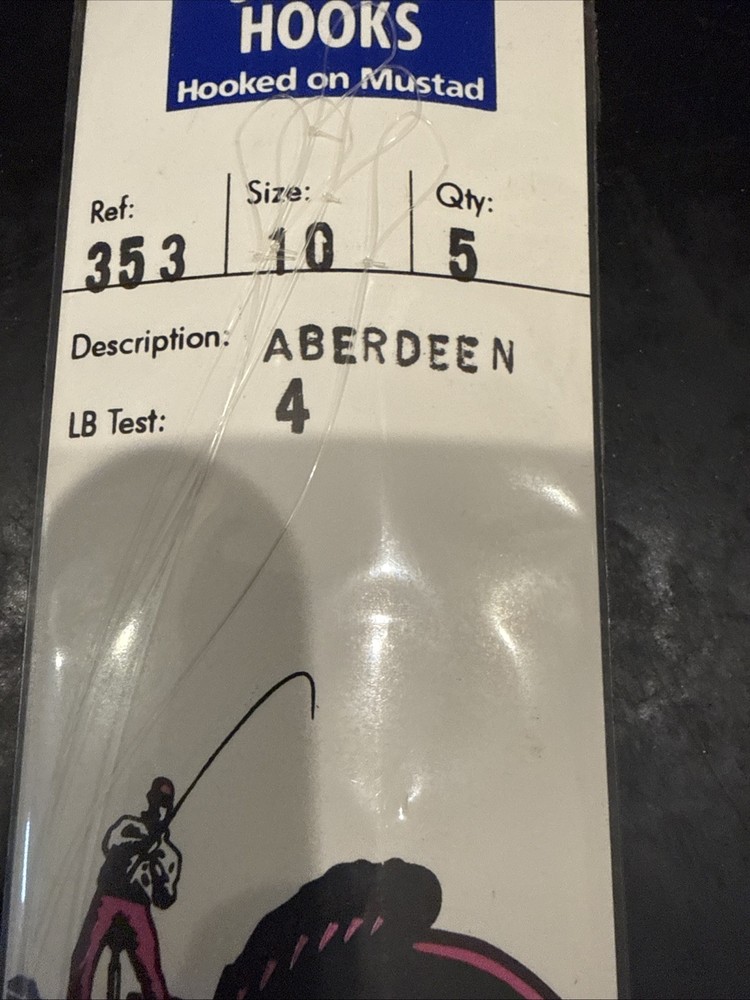 HOOKS
Hooked on Mustad
Ref: Size: Qty:
353 10 5
Description: ABERDEEN
LB Test: 4